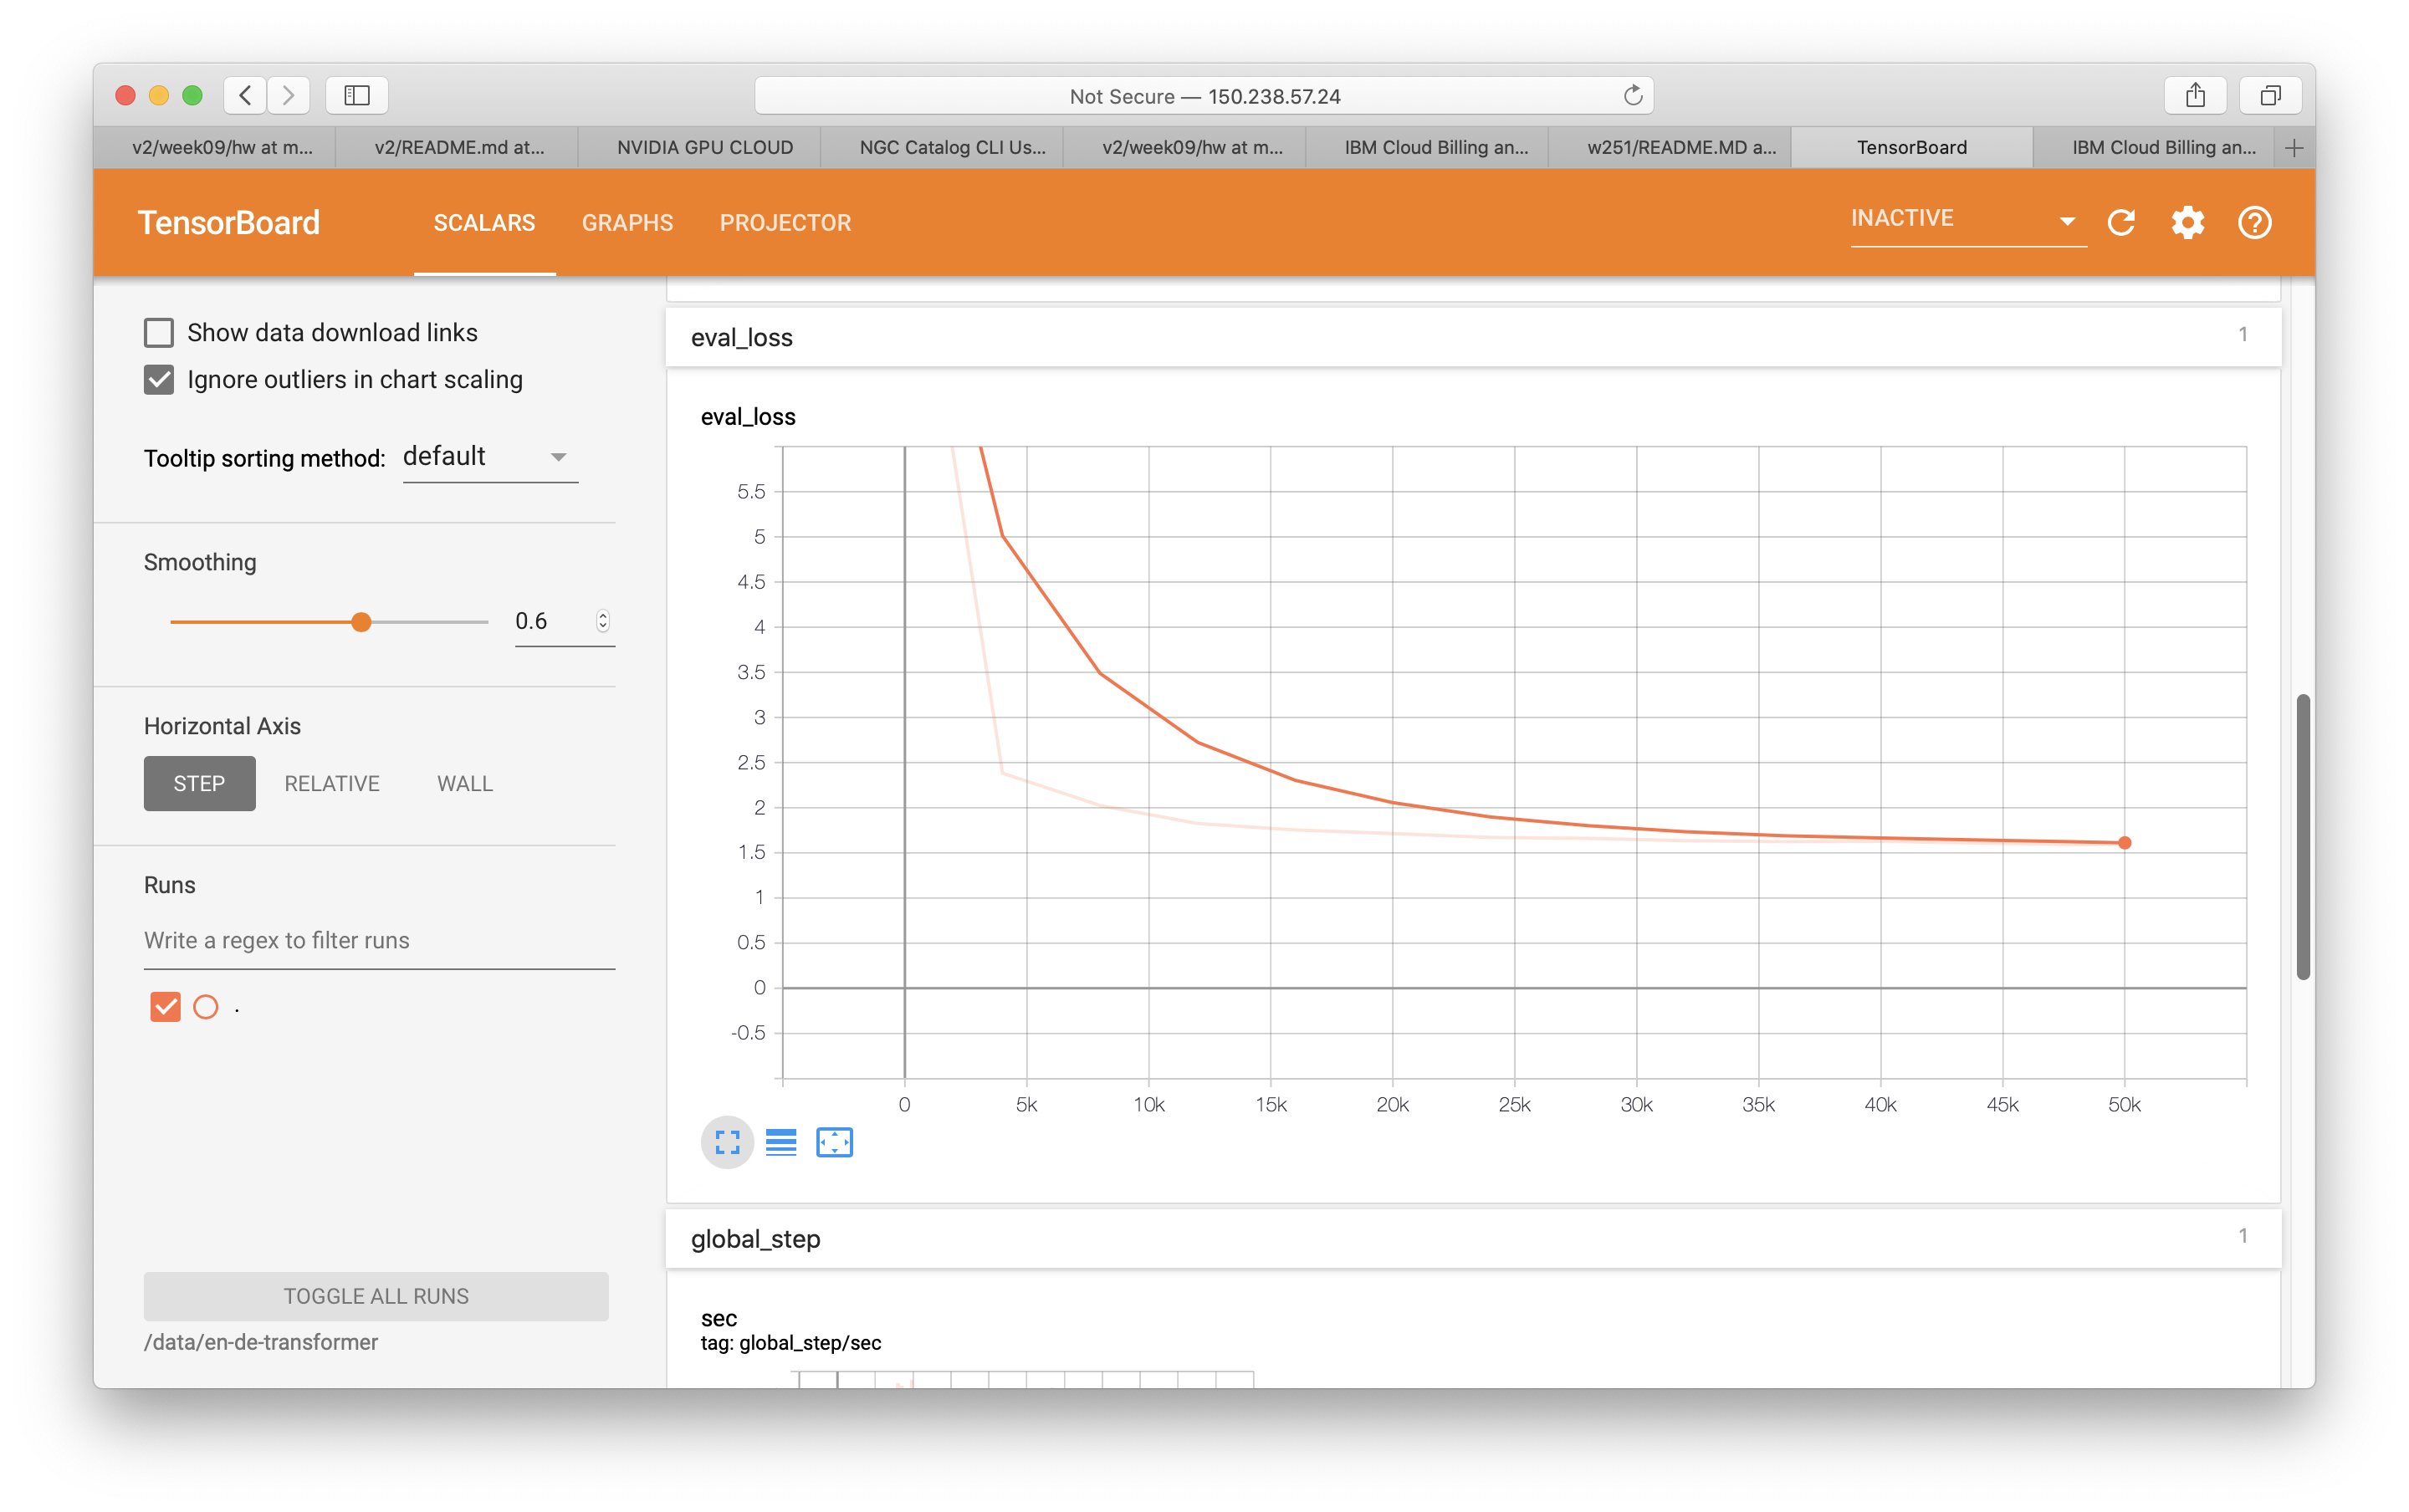 Not Secure — 150.238.57.24
v2/week09/hw at m...
v2/README.md at...
NVIDIA GPU CLOUD
NGC Catalog CLI Us...
v2/week09/hw at m...
IBM Cloud Billing an...
w251/README.MD a...
TensorBoard
IBM Cloud Billing an...
TensorBoard
SCALARS
GRAPHS
PROJECTOR
INACTIVE
Show data download links
Ignore outliers in chart scaling
Tooltip sorting method: default
Smoothing
0.6
Horizontal Axis
STEP
RELATIVE
WALL
Runs
Write a regex to filter runs
.
TOGGLE ALL RUNS
/data/en-de-transformer
eval_loss
1
eval_loss
5.5
5
4.5
4
3.5
3
2.5
2
1.5
1
0.5
0
-0.5
0
5k
10k
15k
20k
25k
30k
35k
40k
45k
50k
global_step
1
sec
tag: global_step/sec